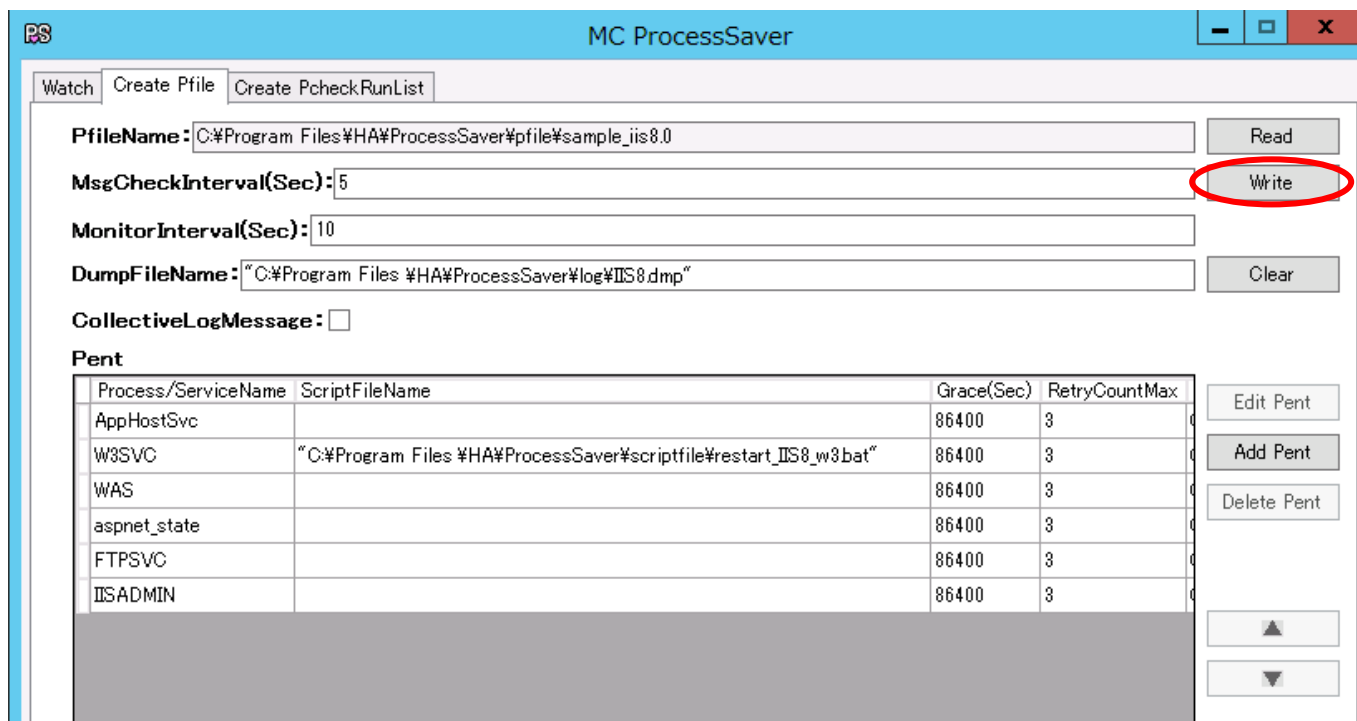 PS MC ProcessSaver
Watch Create Pfile Create PcheckRunList
PfileName: C:¥Program Files¥HA¥ProcessSaver¥pfile¥sample_iis8.0 Read
MsgCheckInterval(Sec): 5 Write
MonitorInterval(Sec): 10
DumpFileName: "C:¥Program Files ¥HA¥ProcessSaver¥log¥IIS8.dmp" Clear
CollectiveLogMessage:
Pent
Process/ServiceName ScriptFileName Grace(Sec) RetryCountMax
Edit Pent
AppHostSvc 86400 3
W3SVC "C:¥Program Files ¥HA¥ProcessSaver¥scriptfile¥restart_IIS8_w3.bat" 86400 3 Add Pent
WAS 86400 3
Delete Pent
aspnet_state 86400 3
FTPSVC 86400 3
IISADMIN 86400 3